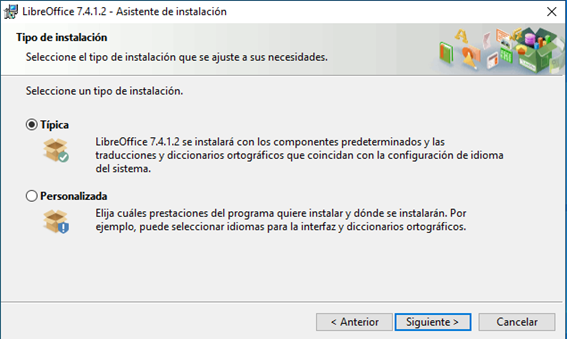 LibreOffice 7.4.1.2 - Asistente de instalación
Tipo de instalación
Seleccione el tipo de instalación que se ajuste a sus necesidades.
Seleccione un tipo de instalación.
Típica
LibreOffice 7.4.1.2 se instalará con los componentes predeterminados y las
traducciones y diccionarios ortográficos que coincidan con la configuración de idioma
del sistema.
Personalizada
Elija cuáles prestaciones del programa quiere instalar y dónde se instalarán. Por
ejemplo, puede seleccionar idiomas para la interfaz y diccionarios ortográficos.
< Anterior
Siguiente >
Cancelar